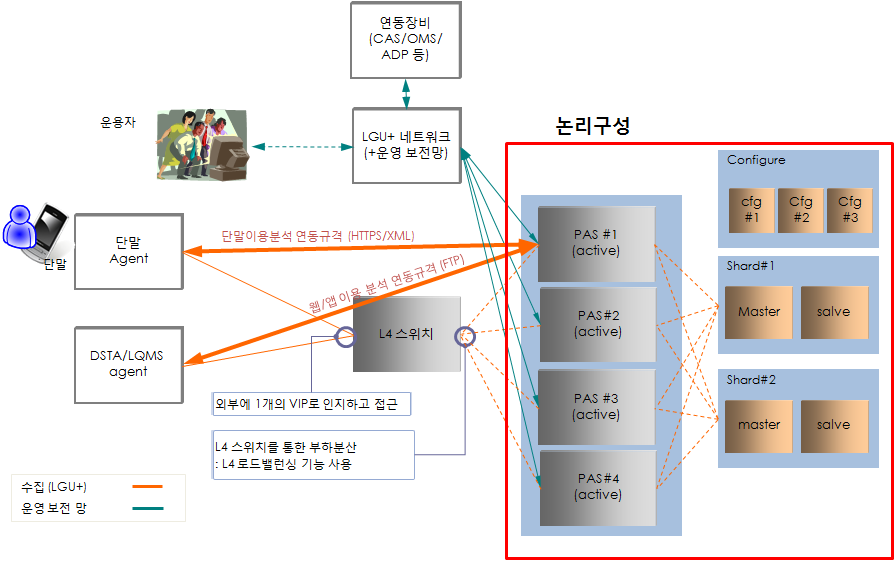 연동장비
(CAS/OMS/
ADP 등)
운용자
LGU+ 네트워크
(+운영 보전망)
논리구성
Configure
cfg
#1
Cfg
#2
Cfg
#3
단말
단말
Agent
단말이용분석 연동규격 (HTTPS/XML)
웹/앱 이용 분석 연동규격 (FTP)
PAS #1
(active)
Shard#1
Master
salve
PAS#2
(active)
L4 스위치
DSTA/LQMS
agent
Shard#2
master
salve
PAS #3
(active)
외부에 1개의 VIP로 인지하고 접근
L4 스위치를 통한 부하분산
: L4 로드밸런싱 기능 사용
PAS#4
(active)
수집 (LGU+)
운영 보전 망